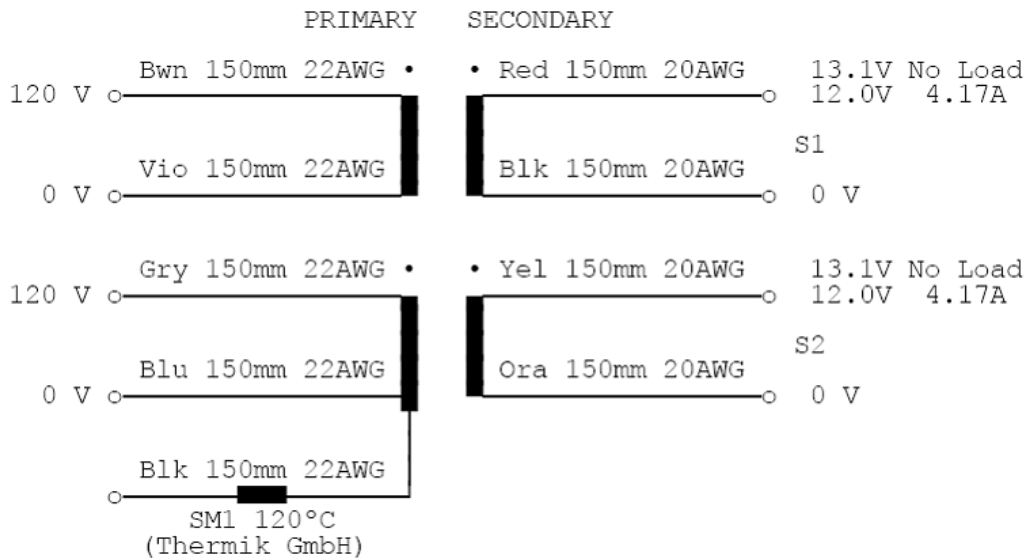 PRIMARY SECONDARY
Bwn 150mm 22AWG • • Red 150mm 20AWG 13.1V No Load
120 V 12.0V 4.17A
S1
Vio 150mm 22AWG Blk 150mm 20AWG
0 V 0 V
Gry 150mm 22AWG • • Yel 150mm 20AWG 13.1V No Load
120 V 12.0V 4.17A
S2
Blu 150mm 22AWG Ora 150mm 20AWG
0 V 0 V
Blk 150mm 22AWG
SM1 120°C
(Thermik GmbH)